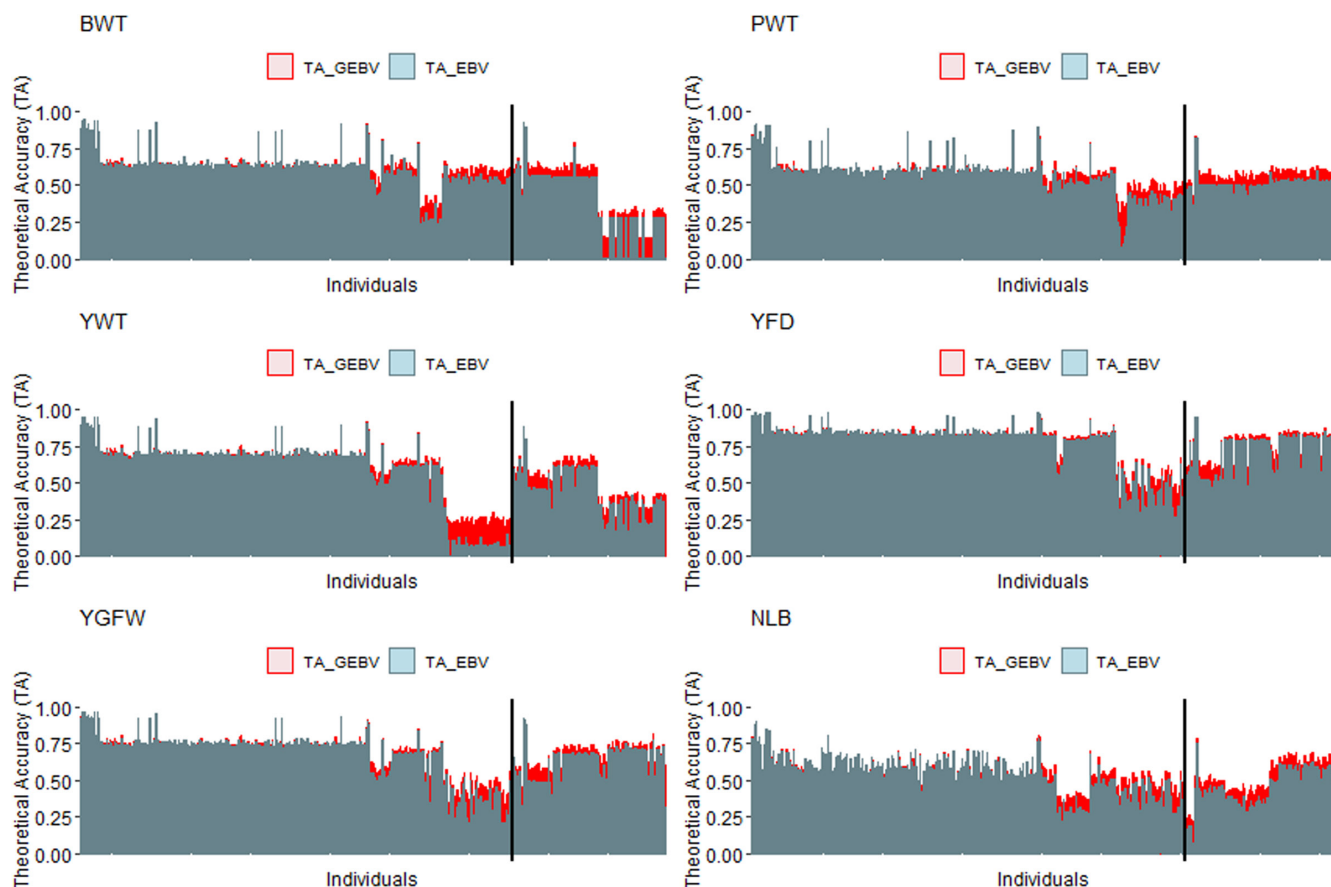 BWT
TA_GEBV TA_EBV
Theoretical Accuracy (TA)
1.00
0.75
0.50
0.25
0.00
Individuals
PWT
TA_GEBV TA_EBV
Theoretical Accuracy (TA)
1.00
0.75
0.50
0.25
0.00
Individuals
YWT
TA_GEBV TA_EBV
Theoretical Accuracy (TA)
1.00
0.75
0.50
0.25
0.00
Individuals
YFD
TA_GEBV TA_EBV
Theoretical Accuracy (TA)
1.00
0.75
0.50
0.25
0.00
Individuals
YGFW
TA_GEBV TA_EBV
Theoretical Accuracy (TA)
1.00
0.75
0.50
0.25
0.00
Individuals
NLB
TA_GEBV TA_EBV
Theoretical Accuracy (TA)
1.00
0.75
0.50
0.25
0.00
Individuals